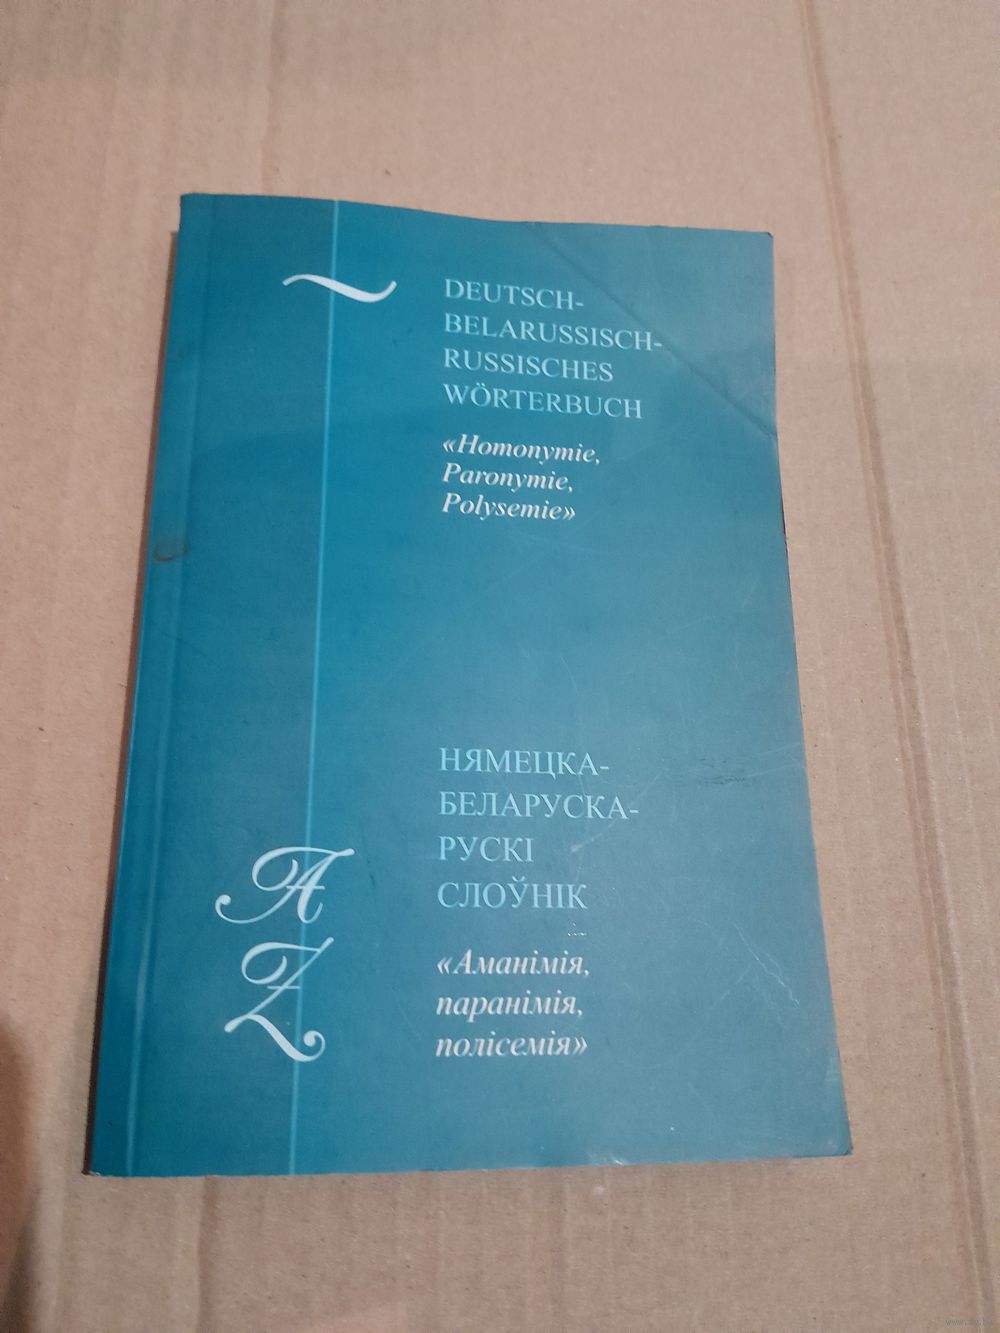 ~
DEUTSCH-
BELARUSSISCH-
RUSSISCHES
WÖRTERBUCH
«Homonymie,
Paronymie,
Polysemie»
НЯМЕЦКА-
БЕЛАРУСКА-
РУСКІ
СЛОЎНІК
«Аманімія,
паранімія,
полісемія»
A
Z